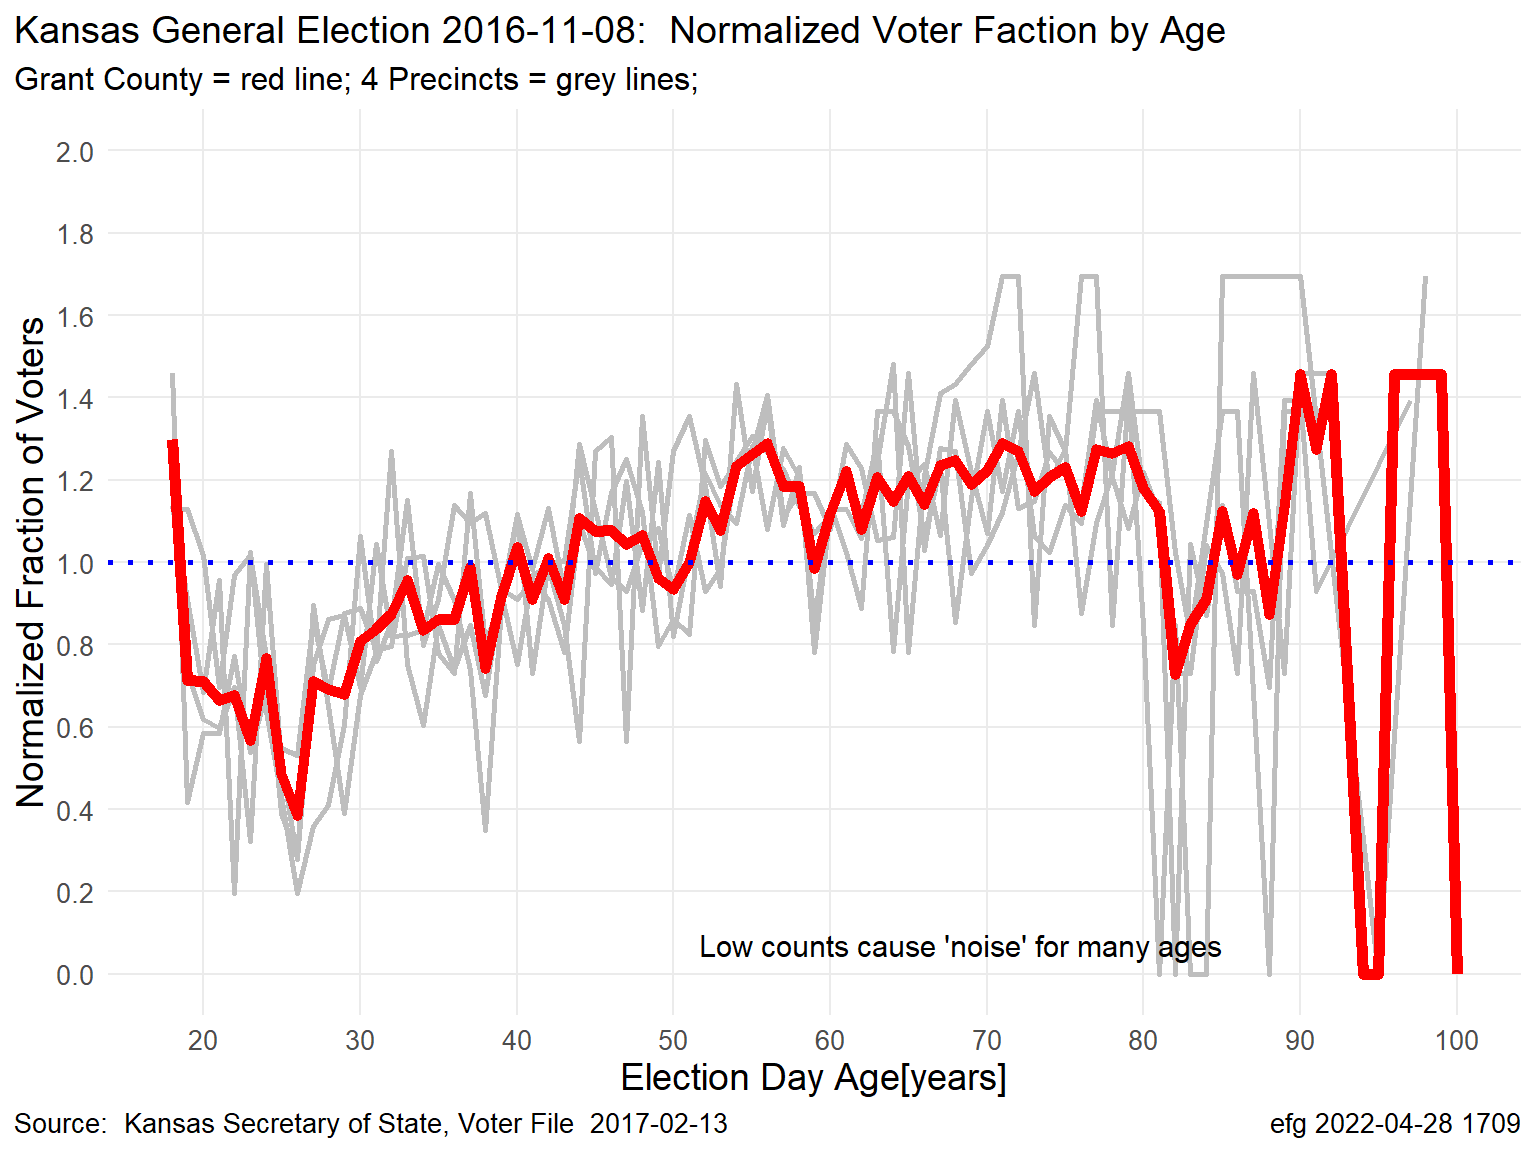 Kansas General Election 2016-11-08:  Normalized Voter Faction by Age
Grant County = red line; 4 Precincts = grey lines;
Normalized Fraction of Voters
2.0
1.8
1.6
1.4
1.2
1.0
0.8
0.6
0.4
0.2
0.0
Low counts cause 'noise' for many ages
20 30 40 50 60 70 80 90 100
Election Day Age[years]
Source:  Kansas Secretary of State, Voter File  2017-02-13
efg 2022-04-28 1709